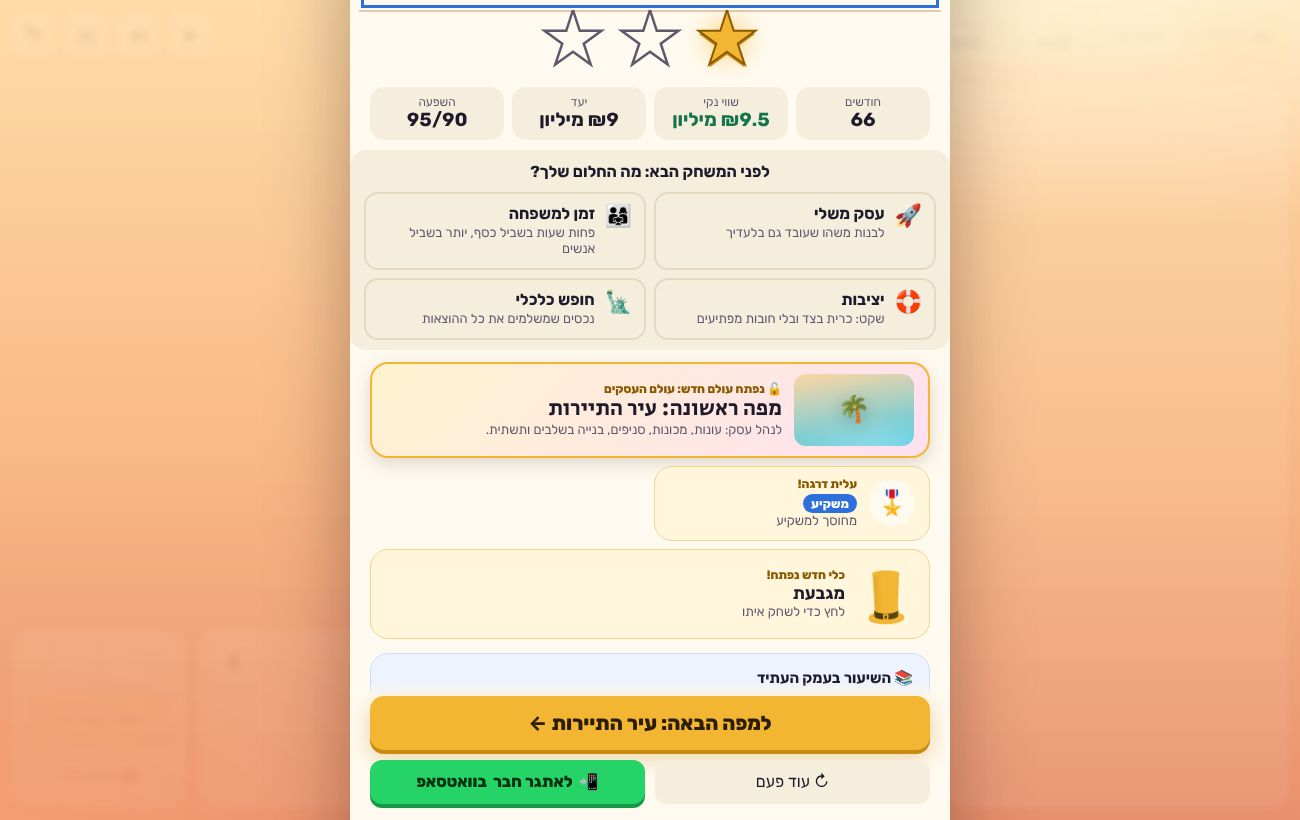 חודשים
66
שווי נקי
₪9.5 מיליון
יעד
₪9 מיליון
השפעה
95/90
לפני המשחק הבא: מה החלום שלך?
🚀 עסק משלי
לבנות משהו שעובד גם בלעדיך
👨‍👩‍👧 זמן למשפחה
פחות שעות בשביל כסף, יותר בשביל
אנשים
🛟 יציבות
שקט: כרית בצד ובלי חובות מפתיעים
🗽 חופש כלכלי
נכסים שמשלמים את כל ההוצאות
🔓 נפתח עולם חדש: עולם העסקים
מפה ראשונה: עיר התיירות
לנהל עסק: עונות, מכונות, סניפים, בנייה בשלבים ותשתית.
עלית דרגה!
משקיע
מחוסך למשקיע
כלי חדש נפתח!
מגבעת
לחץ כדי לשחק איתו
📚 השיעור בעמק העתיד
למפה הבאה: עיר התיירות ←
↻ עוד פעם
📲 לאתגר חבר בוואטסאפ